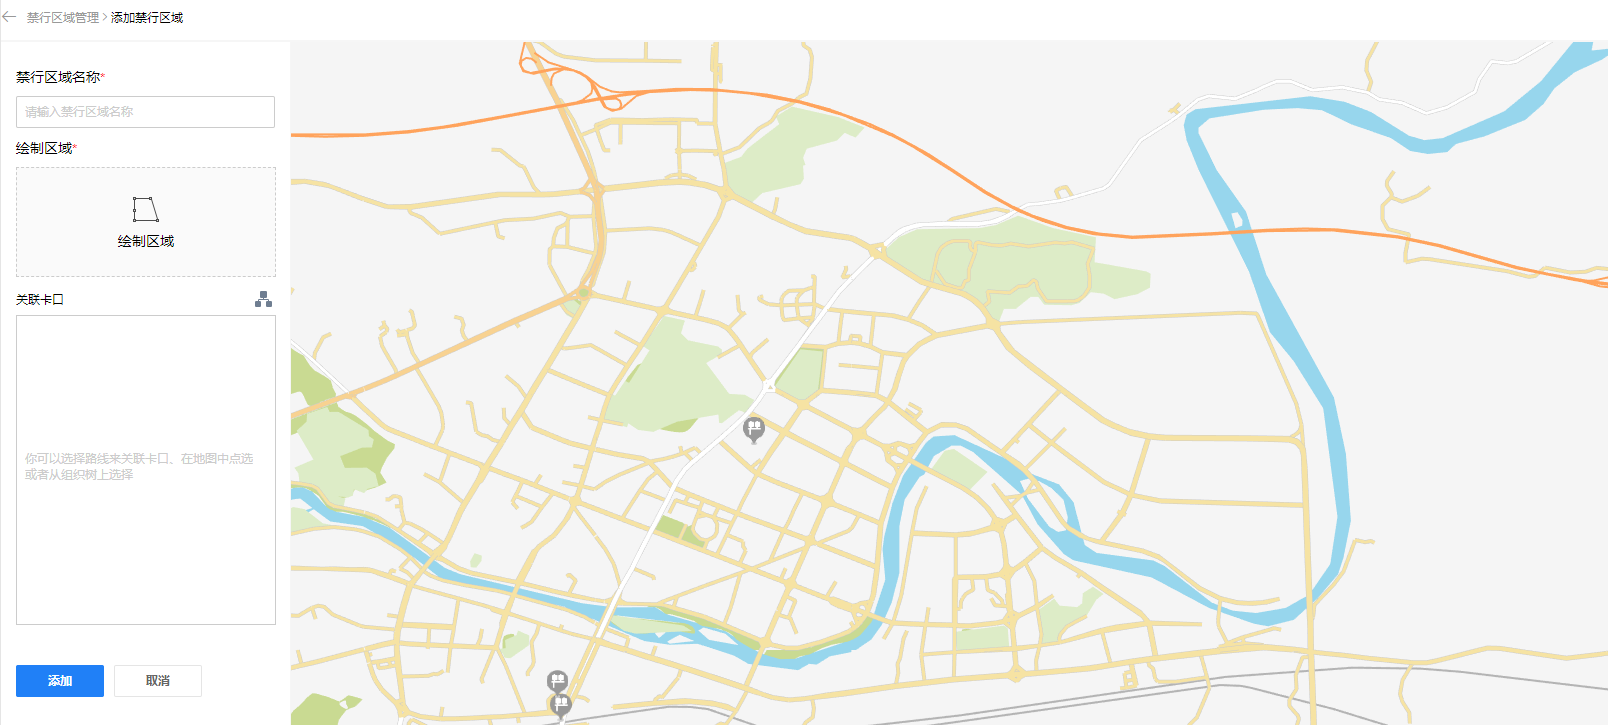 禁行区域管理 > 添加禁行区域
禁行区域名称*
请输入禁行区域名称
绘制区域*
绘制区域
关联卡口
你可以选择路线来关联卡口、在地图中点选
或者从组织树上选择
添加
取消